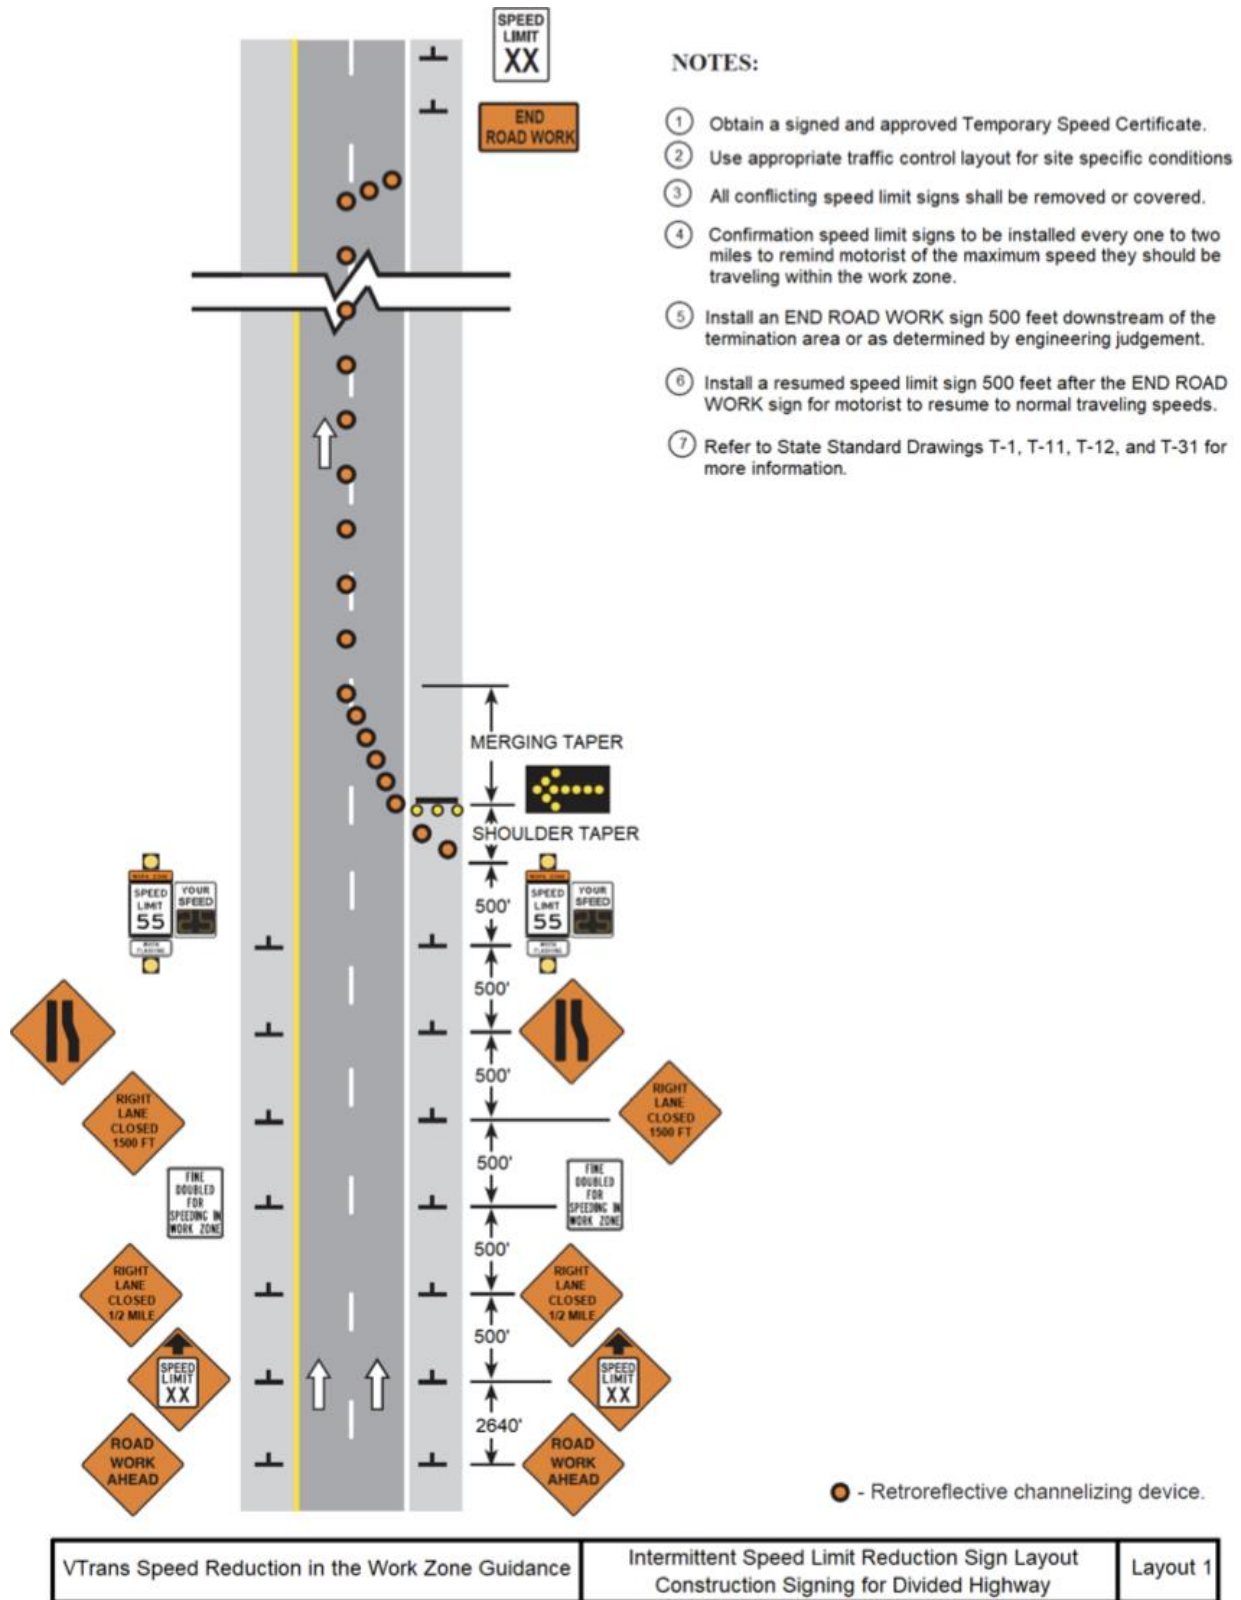 SPEED
LIMIT
XX
END
ROAD WORK
NOTES:
1 Obtain a signed and approved Temporary Speed Certificate.
2 Use appropriate traffic control layout for site specific conditions
3 All conflicting speed limit signs shall be removed or covered.
4 Confirmation speed limit signs to be installed every one to two
miles to remind motorist of the maximum speed they should be
traveling within the work zone.
5 Install an END ROAD WORK sign 500 feet downstream of the
termination area or as determined by engineering judgement.
6 Install a resumed speed limit sign 500 feet after the END ROAD
WORK sign for motorist to resume to normal traveling speeds.
7 Refer to State Standard Drawings T-1, T-11, T-12, and T-31 for
more information.
MERGING TAPER
SHOULDER TAPER
WORK ZONE
SPEED
LIMIT
55
YOUR
SPEED
25
WHEN
FLASHING
500'
WORK ZONE
SPEED
LIMIT
55
YOUR
SPEED
25
WHEN
FLASHING
500'
500'
RIGHT
LANE
CLOSED
1500 FT
RIGHT
LANE
CLOSED
1500 FT
500'
FINE
DOUBLED
FOR
SPEEDING IN
WORK ZONE
FINE
DOUBLED
FOR
SPEEDING IN
WORK ZONE
500'
RIGHT
LANE
CLOSED
1/2 MILE
RIGHT
LANE
CLOSED
1/2 MILE
500'
SPEED
LIMIT
XX
SPEED
LIMIT
XX
2640'
ROAD
WORK
AHEAD
ROAD
WORK
AHEAD
- Retroreflective channelizing device.
VTrans Speed Reduction in the Work Zone Guidance
Intermittent Speed Limit Reduction Sign Layout
Construction Signing for Divided Highway
Layout 1